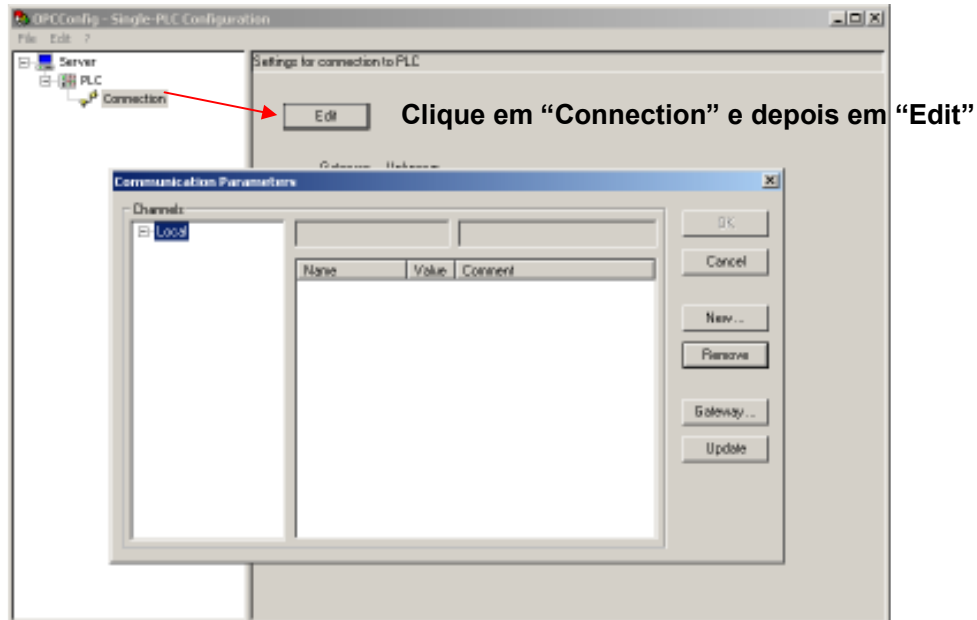 OPCConfig - Single-PLC Configuration
File Edit ?
Server
PLC
Connection
Settings for connection to PLC
Edit
Clique em “Connection” e depois em “Edit”
Communication Parameters
Channels
Local
Name Value Comment
OK
Cancel
New...
Remove
Gateway...
Update